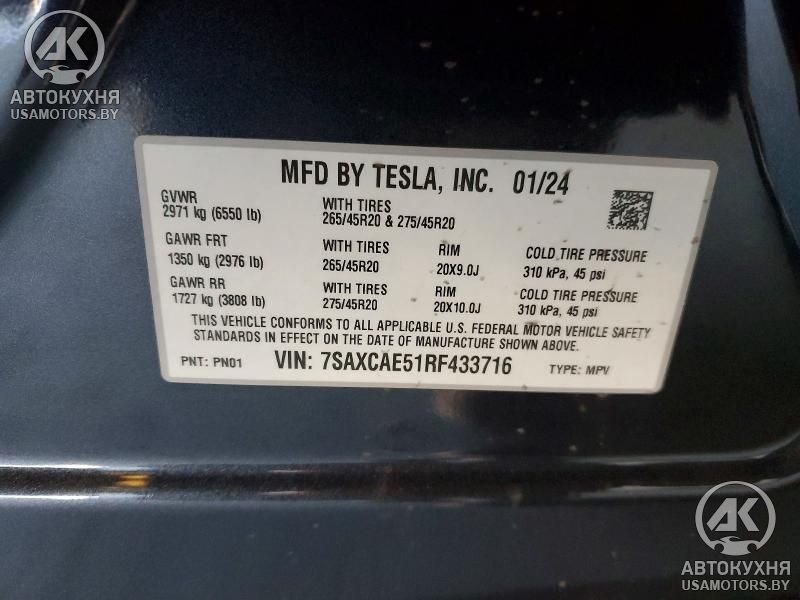 AK
АВТОКУХНЯ
USAMOTORS.BY
MFD BY TESLA, INC. 01/24
GVWR
2971 kg (6550 lb)
WITH TIRES
265/45R20 & 275/45R20
GAWR FRT
1350 kg (2976 lb)
WITH TIRES
265/45R20
RIM
20X9.0J
COLD TIRE PRESSURE
310 kPa, 45 psi
GAWR RR
1727 kg (3808 lb)
WITH TIRES
275/45R20
RIM
20X10.0J
COLD TIRE PRESSURE
310 kPa, 45 psi
THIS VEHICLE CONFORMS TO ALL APPLICABLE U.S. FEDERAL MOTOR VEHICLE SAFETY
STANDARDS IN EFFECT ON THE DATE OF MANUFACTURE SHOWN ABOVE.
PNT: PN01 VIN: 7SAXCAE51RF433716 TYPE: MPV
AK
АВТОКУХНЯ
USAMOTORS.BY